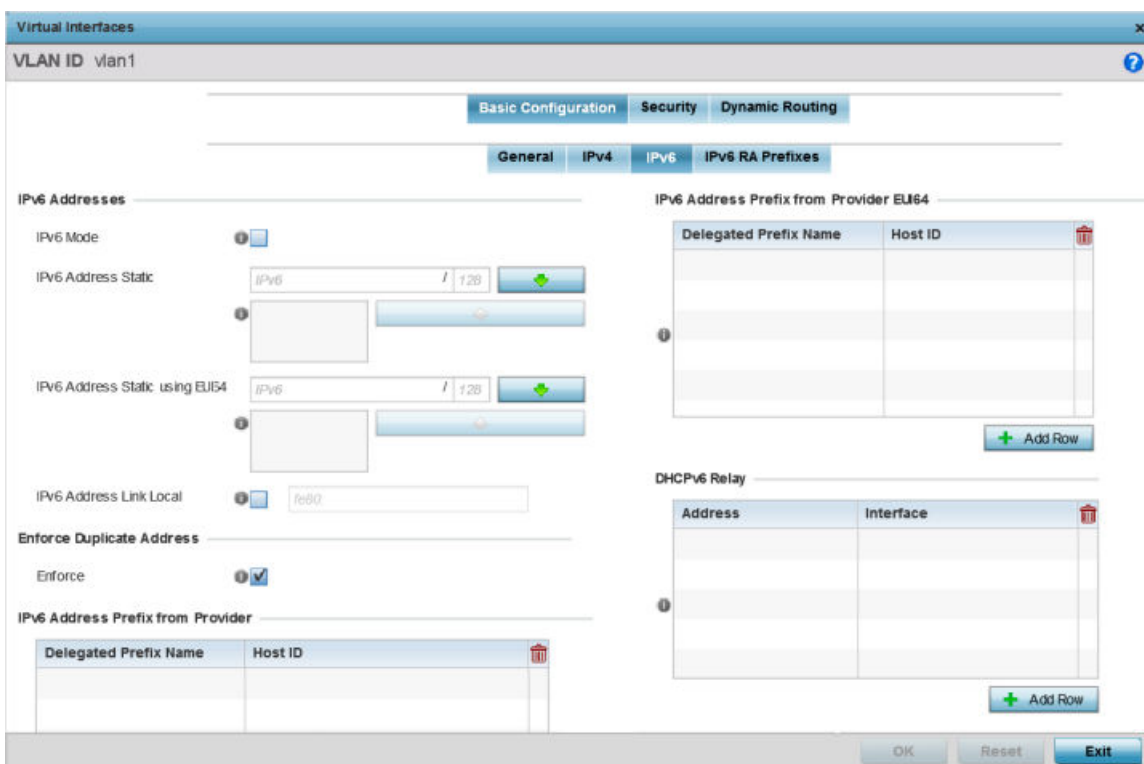 Virtual Interfaces
VLAN ID vlan1
Basic Configuration Security Dynamic Routing
General IPv4 IPv6 IPv6 RA Prefixes
IPv6 Addresses
IPv6 Mode
IPv6 Address Static
IPv6 / 128
IPv6 Address Static using EUI64
IPv6 / 128
IPv6 Address Link Local
fe80:
Enforce Duplicate Address
Enforce
IPv6 Address Prefix from Provider
Delegated Prefix Name Host ID
IPv6 Address Prefix from Provider EUI64
Delegated Prefix Name Host ID
+ Add Row
DHCPv6 Relay
Address Interface
+ Add Row
OK Reset Exit